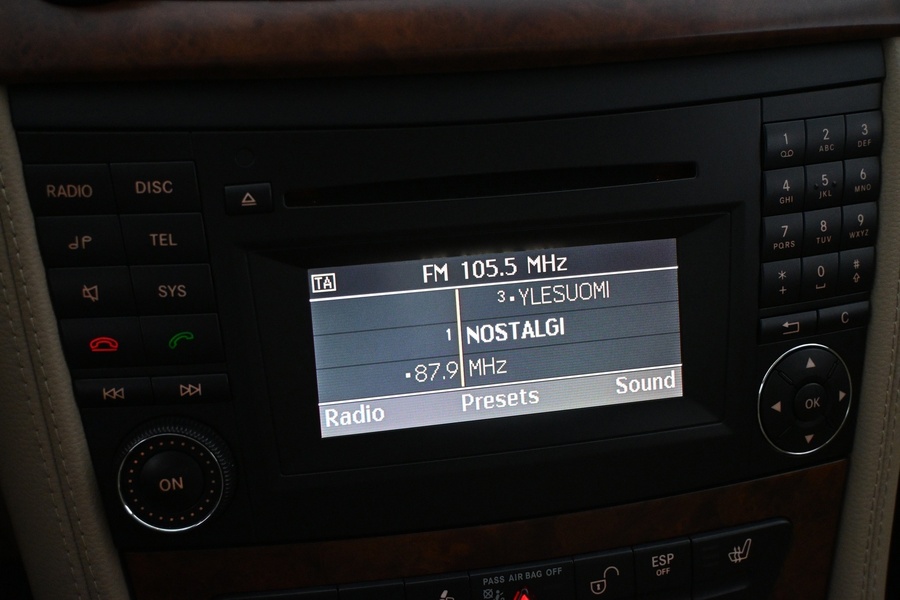 RADIO DISC
TEL
SYS
ON
TA FM 105.5 MHz
3 YLESUOMI
1 NOSTALGI
87.9 MHz
Radio Presets Sound
1 2 ABC 3 DEF
4 GHI 5 JKL 6 MNO
7 PQRS 8 TUV 9 WXYZ
* + 0 #
C
OK
PASS AIR BAG OFF
ESP
OFF